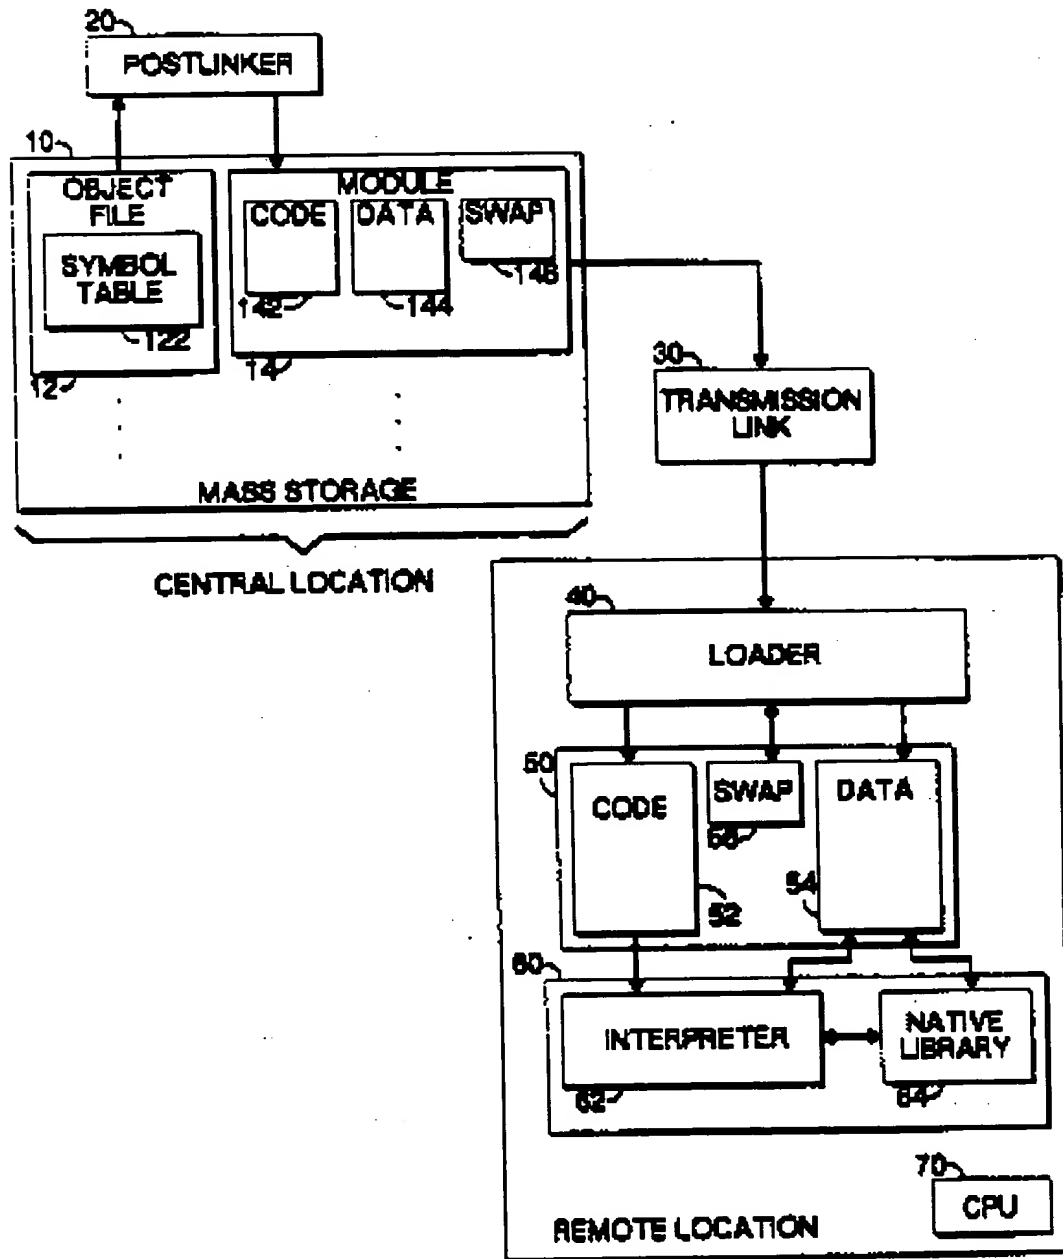 20
POSTLINKER
10
OBJECT
FILE
SYMBOL
TABLE
122
12
MODULE
CODE
DATA
SWAP
142
144
146
14
MASS STORAGE
CENTRAL LOCATION
30
TRANSMISSION
LINK
40
LOADER
50
CODE
SWAP
DATA
56
52
54
60
INTERPRETER
NATIVE
LIBRARY
62
64
70
CPU
REMOTE LOCATION